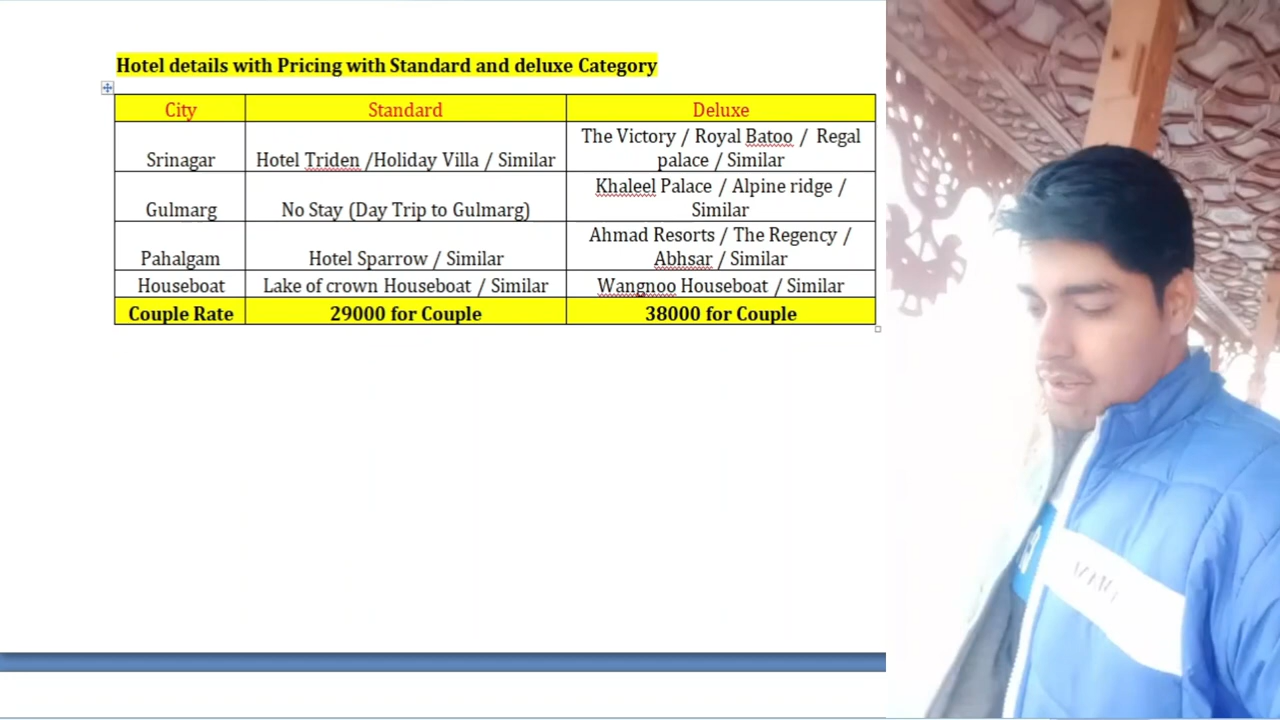 Hotel details with Pricing with Standard and deluxe Category
City Standard Deluxe
Srinagar Hotel Triden /Holiday Villa / Similar The Victory / Royal Batoo / Regal
palace / Similar
Gulmarg No Stay (Day Trip to Gulmarg) Khaleel Palace / Alpine ridge /
Similar
Pahalgam Hotel Sparrow / Similar Ahmad Resorts / The Regency /
Abhsar / Similar
Houseboat Lake of crown Houseboat / Similar Wangnoo Houseboat / Similar
Couple Rate 29000 for Couple 38000 for Couple